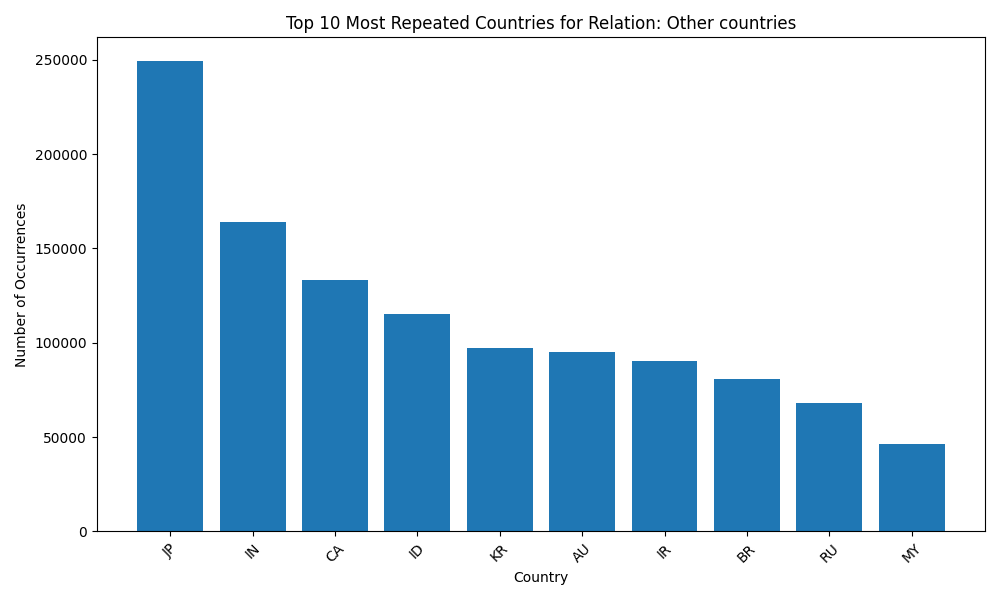 Top 10 Most Repeated Countries for Relation: Other countries
Number of Occurrences
250000
200000
150000
100000
50000
0
JP IN CA ID KR AU IR BR RU MY
Country